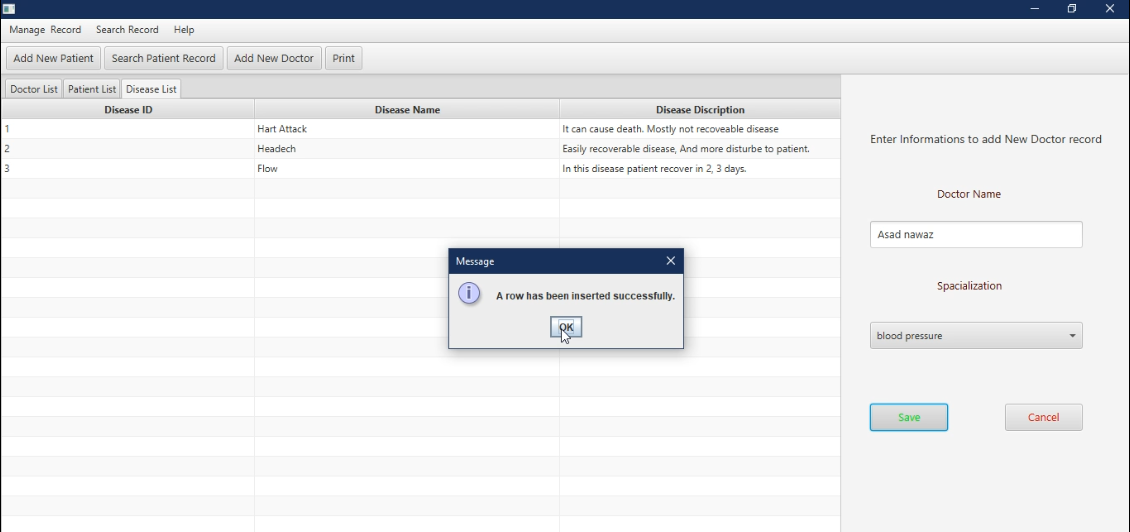 Manage Record Search Record Help
Add New Patient Search Patient Record Add New Doctor Print
Doctor List Patient List Disease List
Disease ID Disease Name Disease Discription
1 Hart Attack It can cause death. Mostly not recoveable disease
2 Headech Easily recoverable disease, And more disturbe to patient.
3 Flow In this disease patient recover in 2, 3 days.
Enter Informations to add New Doctor record
Doctor Name
Asad nawaz
Spacialization
blood pressure
Save Cancel
Message
A row has been inserted successfully.
OK